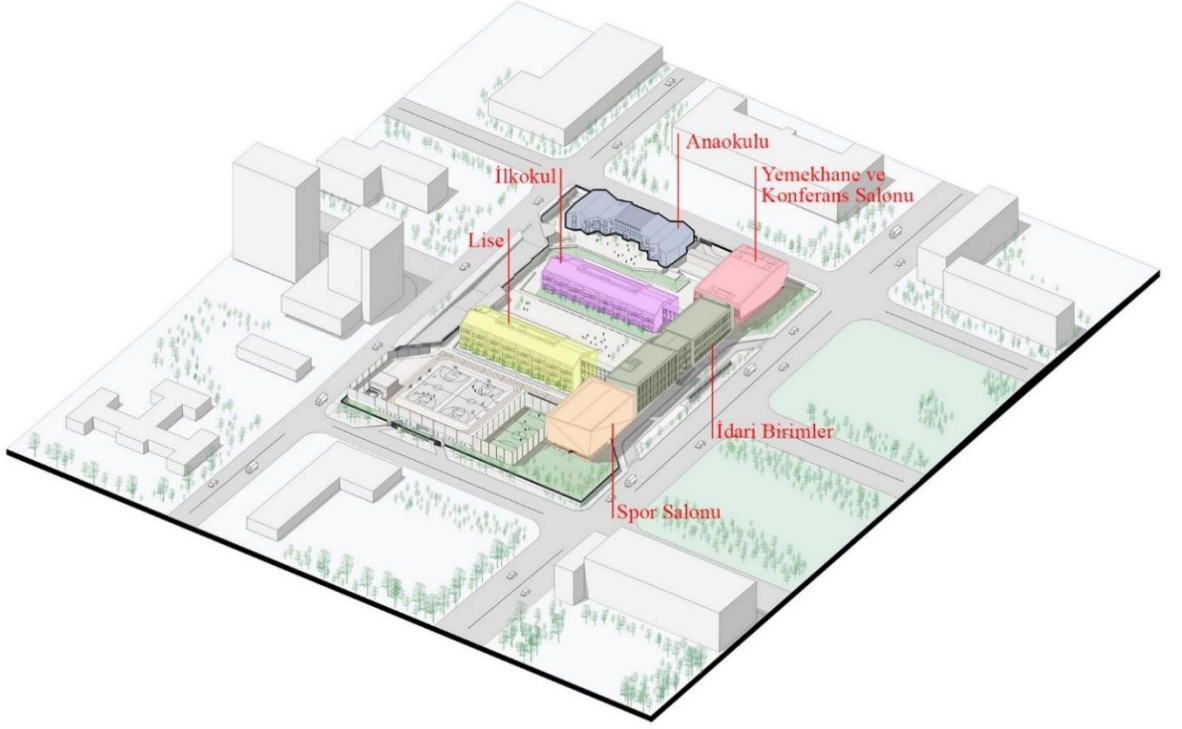 Anaokulu
İlkokul
Yemekhane ve
Konferans Salonu
Lise
İdari Birimler
Spor Salonu